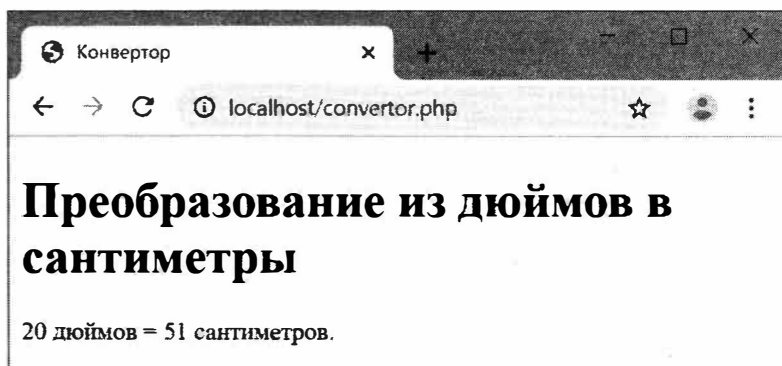 Конвертор
localhost/convertor.php
Преобразование из дюймов в
сантиметры
20 дюймов = 51 сантиметров.